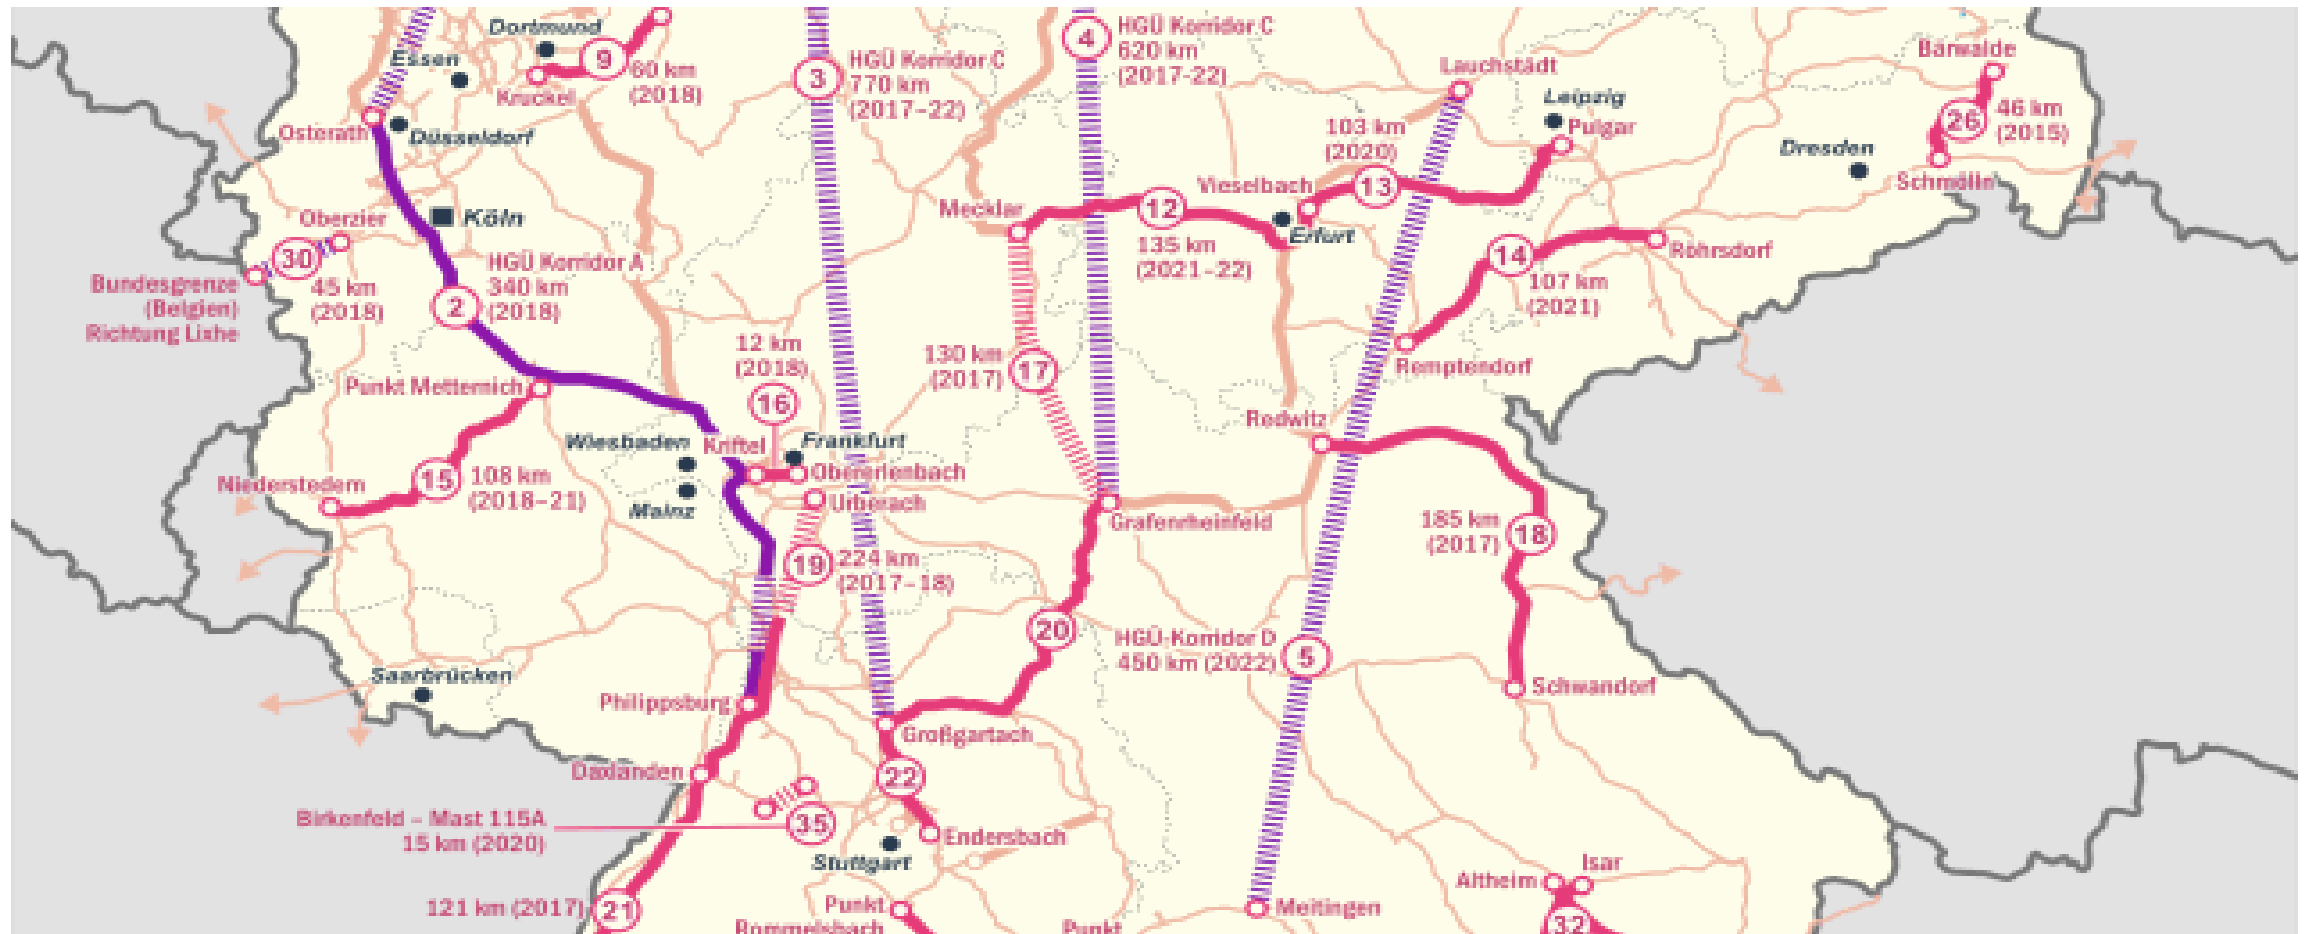 Dortmund
Essen
9
60 km
(2018)
Kruckel
Osterath
Düsseldorf
3
HGÜ Korridor C
770 km
(2017–22)
4
HGÜ Korridor C
620 km
(2017-22)
Lauchstädt
Leipzig
Pulgar
103 km
(2020)
Vieselbach
13
Bärwalde
26
46 km
(2015)
Dresden
Schmölln
Oberzier
Köln
30
45 km
(2018)
Bundesgrenze
(Belgien)
Richtung Lixhe
HGÜ Korridor A
340 km
(2018)
2
Mecklar
12
135 km
(2021–22)
Erfurt
14
107 km
(2021)
Röhrsdorf
Remptendorf
12 km
(2018)
16
130 km
(2017)
17
Punkt Metternich
Redwitz
Wiesbaden
Kriftel
Frankfurt
Obererlenbach
Urberach
Mainz
Niederstedem
15
108 km
(2018–21)
Grafenrheinfeld
185 km
(2017)
18
19
224 km
(2017–18)
20
HGÜ-Korridor D
450 km (2022)
5
Schwandorf
Saarbrücken
Philippsburg
Großgartach
Daxlanden
22
Birkenfeld – Mast 115A
15 km (2020)
35
Endersbach
Stuttgart
121 km (2017)
21
Punkt
Rommelsbach
Punkt
Meitingen
Altheim
Isar
32